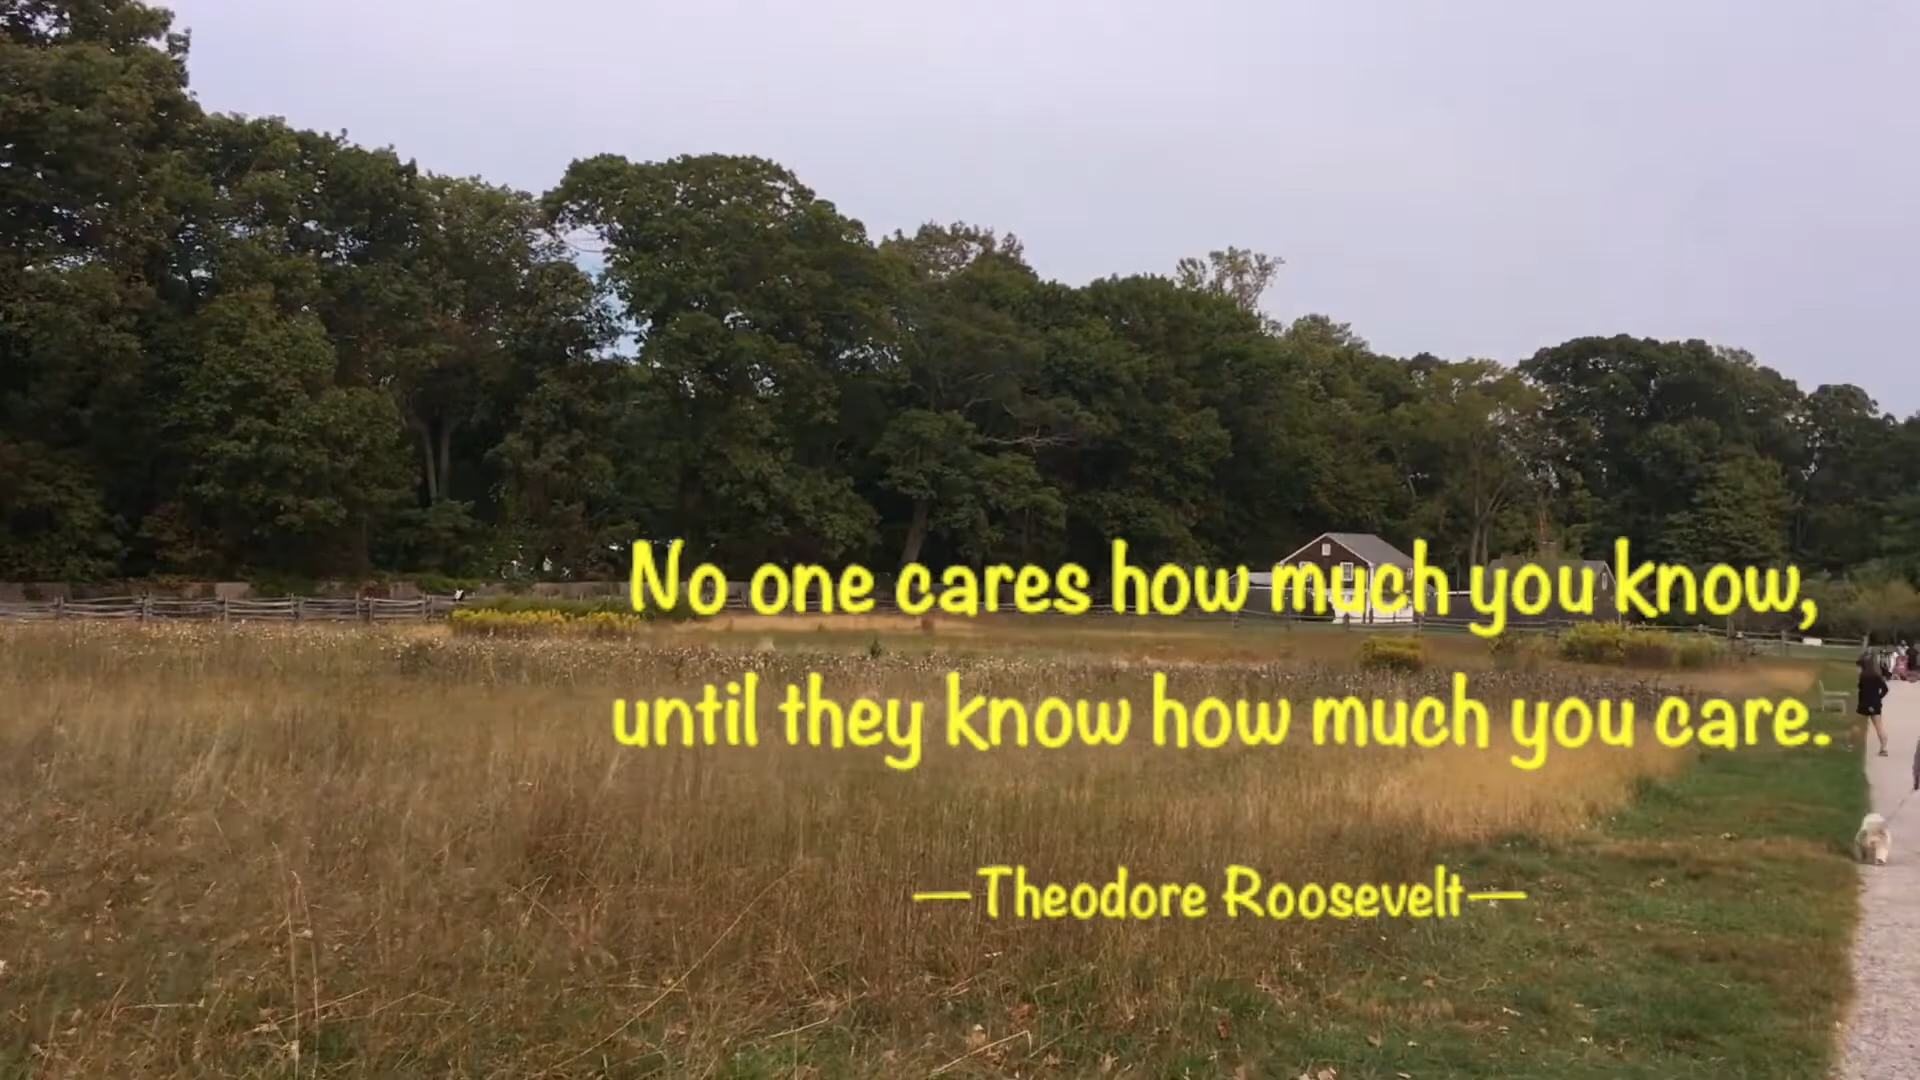 No one cares how much you know,
until they know how much you care.
—Theodore Roosevelt—